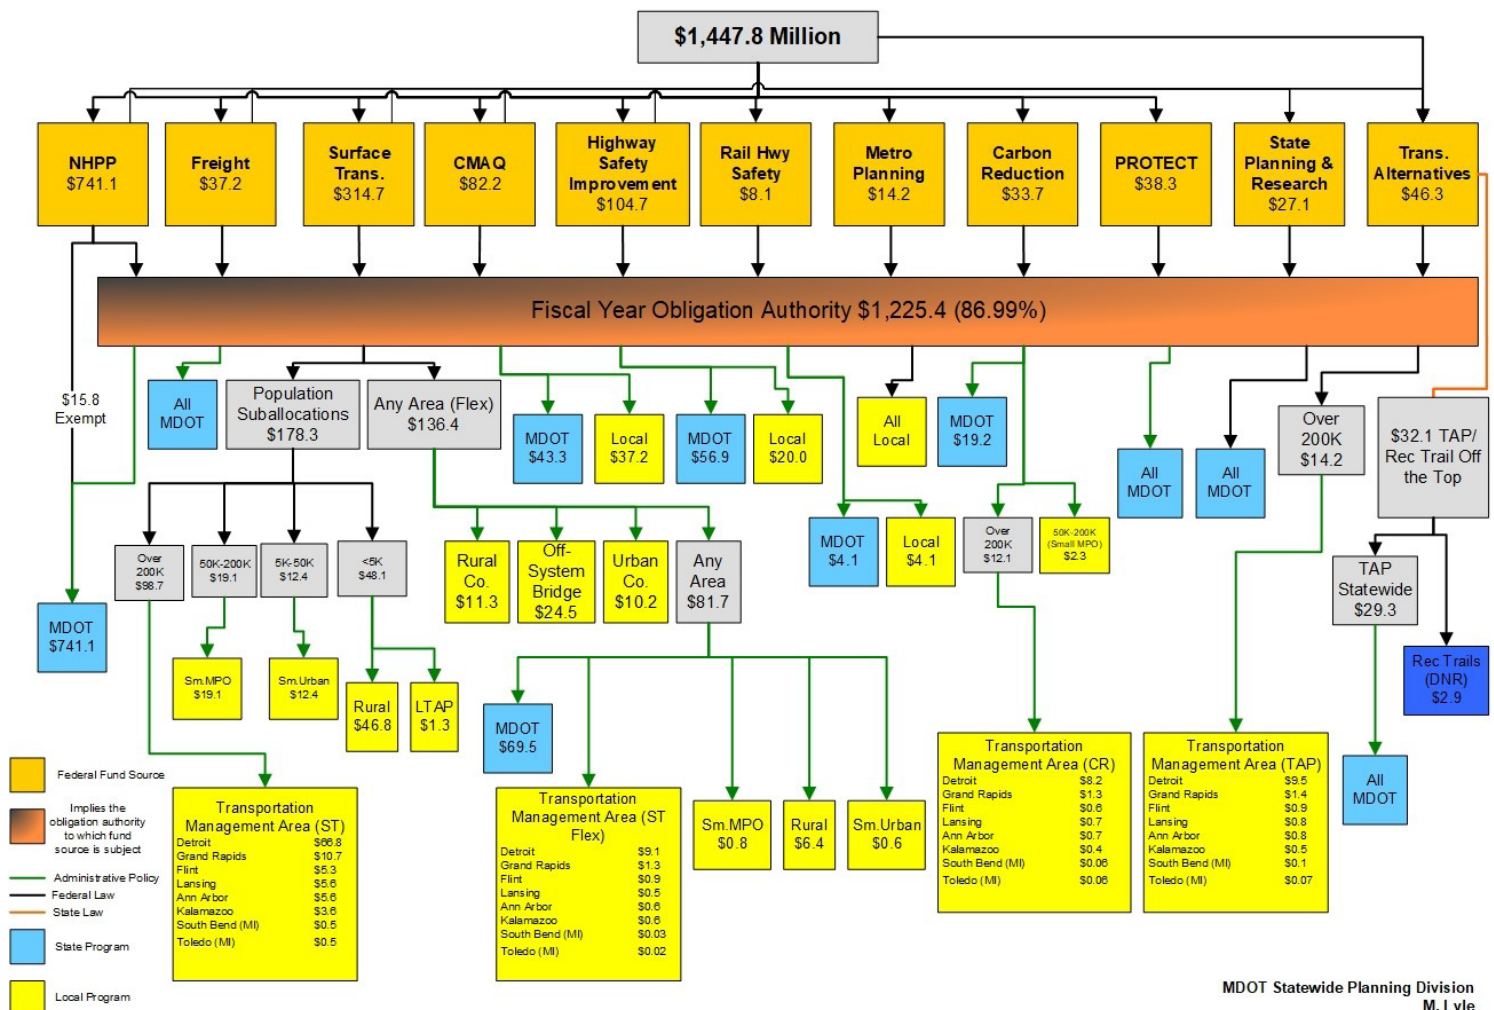 $1,447.8 Million
NHPP
$741.1
Freight
$37.2
Surface
Trans.
$314.7
CMAQ
$82.2
Highway
Safety
Improvement
$104.7
Rail Hwy
Safety
$8.1
Metro
Planning
$14.2
Carbon
Reduction
$33.7
PROTECT
$38.3
State
Planning &
Research
$27.1
Trans.
Alternatives
$46.3
Fiscal Year Obligation Authority $1,225.4 (86.99%)
$15.8
Exempt
All
MDOT
Population
Suballocations
$178.3
Any Area (Flex)
$136.4
MDOT
$43.3
Local
$37.2
MDOT
$56.9
Local
$20.0
All
Local
MDOT
$19.2
All
MDOT
All
MDOT
Over
200K
$14.2
$32.1 TAP/
Rec Trail Off
the Top
MDOT
$741.1
Over
200K
$98.7
50K-200K
$19.1
5K-50K
$12.4
<5K
$48.1
Rural
Co.
$11.3
Off-
System
Bridge
$24.5
Urban
Co.
$10.2
Any
Area
$81.7
MDOT
$4.1
Local
$4.1
Over
200K
$12.1
50K-200K
(Small MPO)
$2.3
TAP
Statewide
$29.3
Rec Trails
(DNR)
$2.9
Sm.MPO
$19.1
Sm.Urban
$12.4
Rural
$46.8
LTAP
$1.3
MDOT
$69.5
Sm.MPO
$0.8
Rural
$6.4
Sm.Urban
$0.6
All
MDOT
Transportation
Management Area (ST)
Detroit $66.8
Grand Rapids $10.7
Flint $5.3
Lansing $5.6
Ann Arbor $5.6
Kalamazoo $3.6
South Bend (MI) $0.5
Toledo (MI) $0.5
Transportation
Management Area (ST
Flex)
Detroit $9.1
Grand Rapids $1.3
Flint $0.9
Lansing $0.5
Ann Arbor $0.6
Kalamazoo $0.6
South Bend (MI) $0.03
Toledo (MI) $0.02
Transportation
Management Area (CR)
Detroit $8.2
Grand Rapids $1.3
Flint $0.6
Lansing $0.7
Ann Arbor $0.7
Kalamazoo $0.4
South Bend (MI) $0.06
Toledo (MI) $0.06
Transportation
Management Area (TAP)
Detroit $9.5
Grand Rapids $1.4
Flint $0.9
Lansing $0.8
Ann Arbor $0.8
Kalamazoo $0.5
South Bend (MI) $0.1
Toledo (MI) $0.07
Federal Fund Source
Implies the
obligation authority
to which fund
source is subject
Administrative Policy
Federal Law
State Law
State Program
Local Program
MDOT Statewide Planning Division
M. Lyle